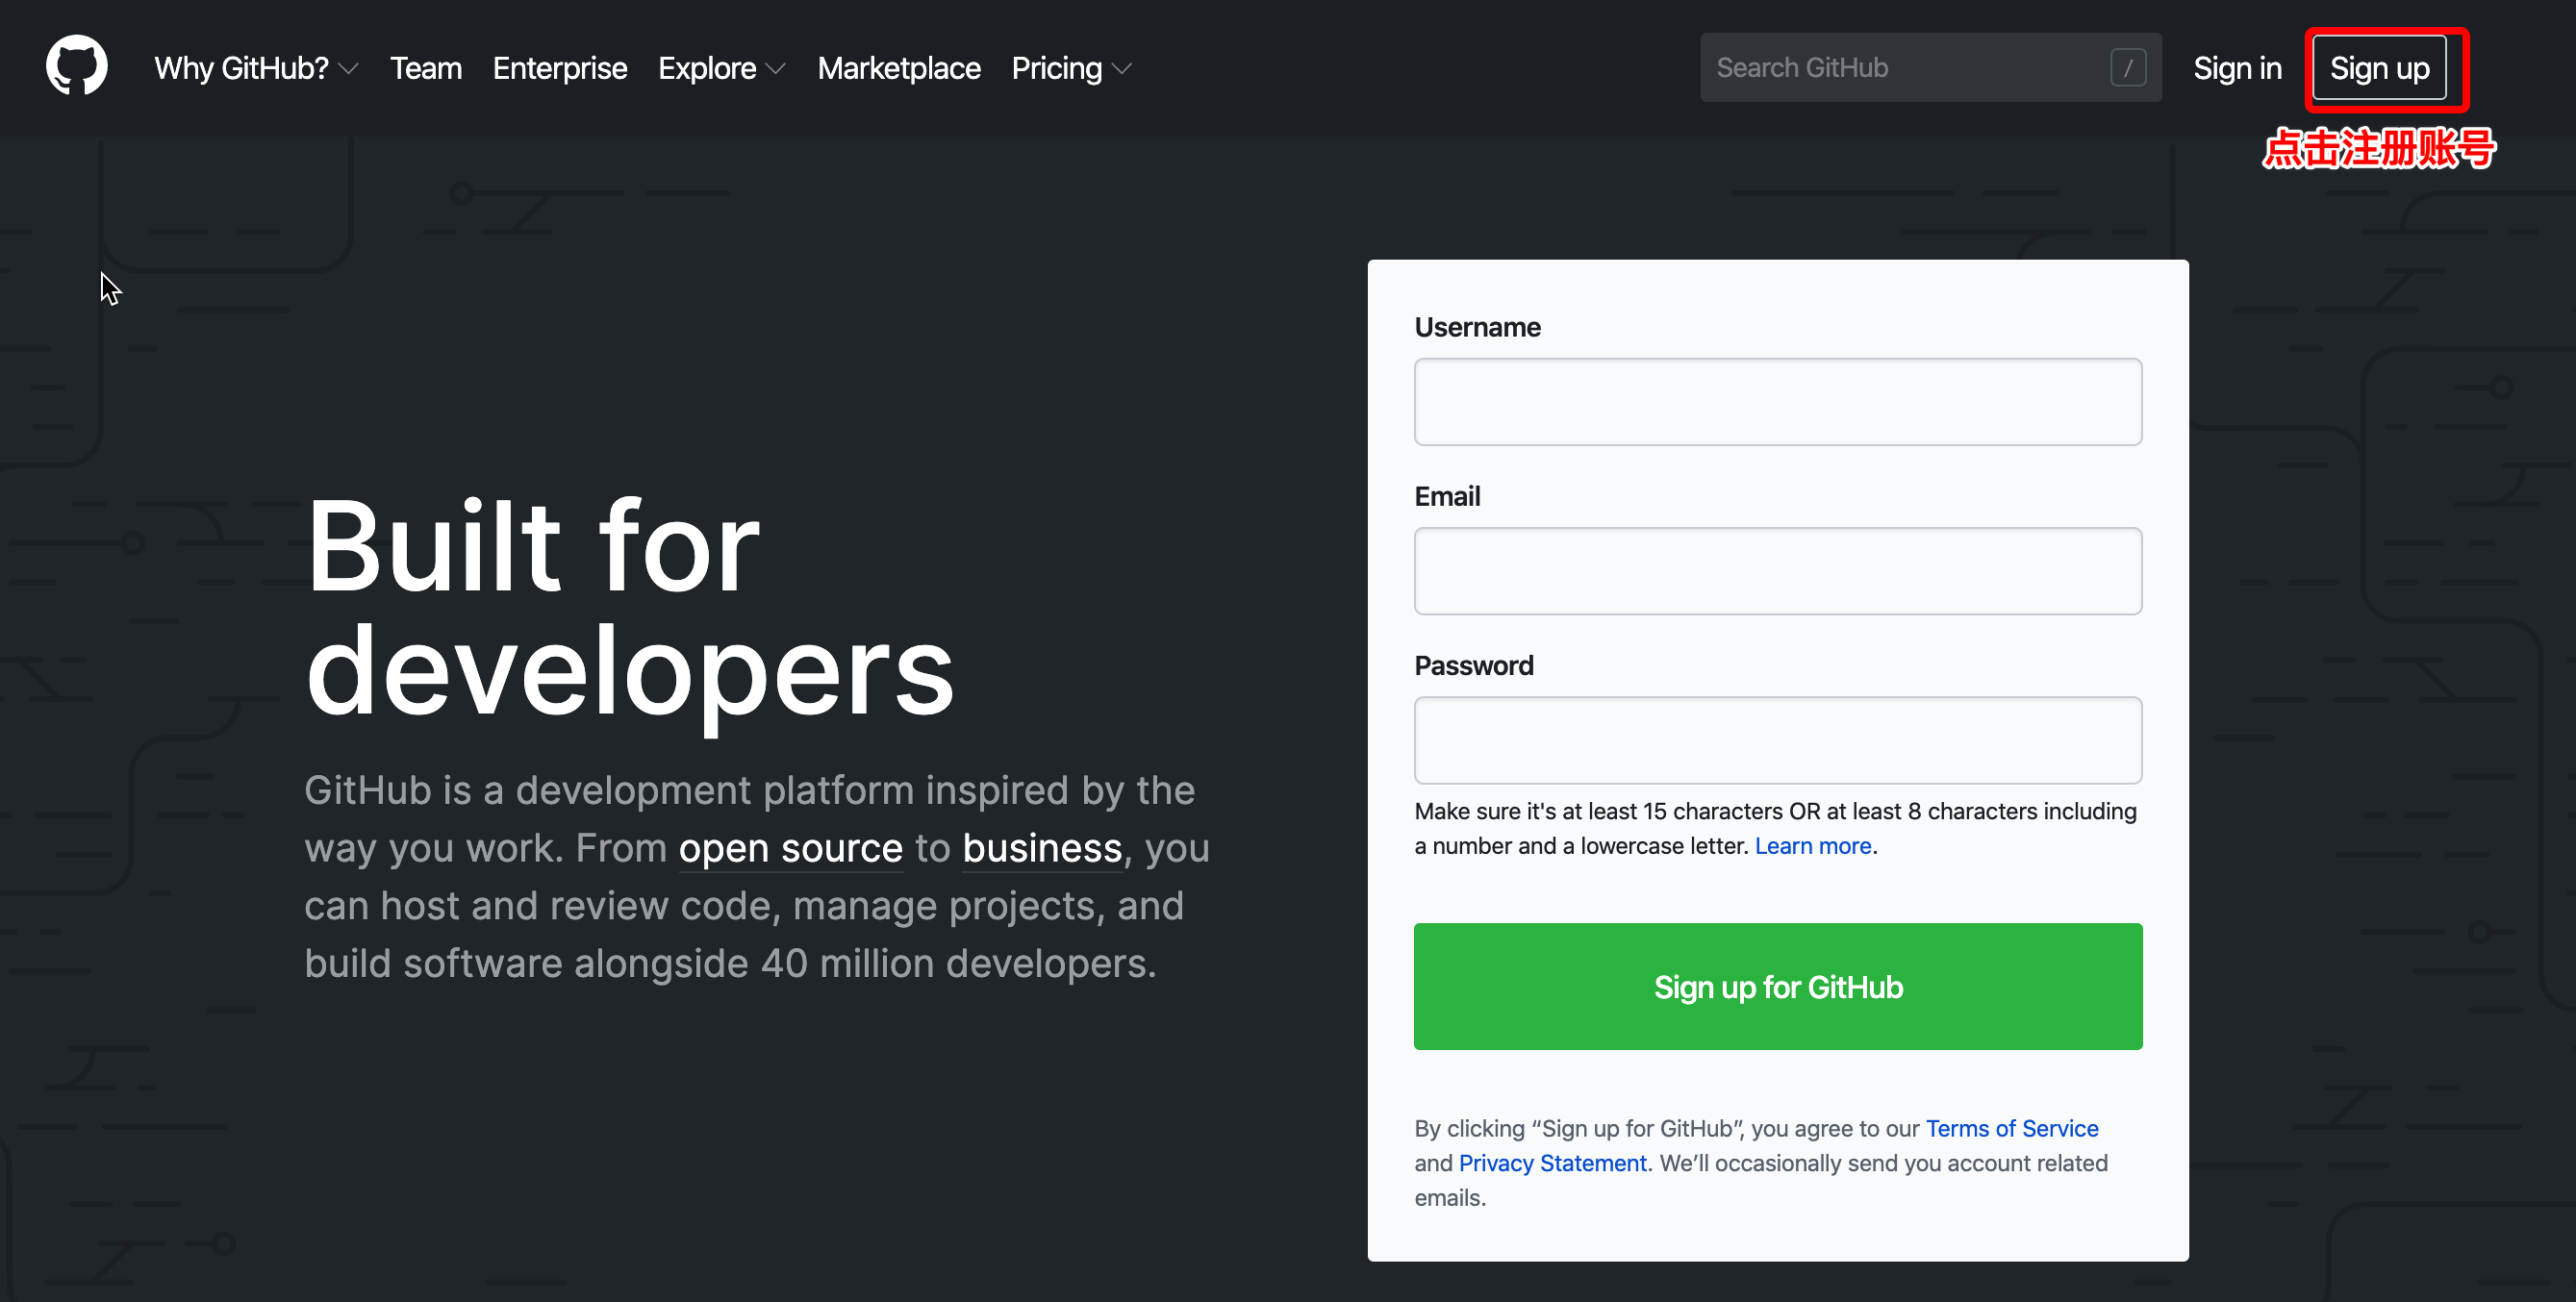 Why GitHub? Team Enterprise Explore Marketplace Pricing Search GitHub / Sign in Sign up
点击注册账号
Built for
developers
GitHub is a development platform inspired by the
way you work. From open source to business, you
can host and review code, manage projects, and
build software alongside 40 million developers.
Username
Email
Password
Make sure it's at least 15 characters OR at least 8 characters including
a number and a lowercase letter. Learn more.
Sign up for GitHub
By clicking “Sign up for GitHub”, you agree to our Terms of Service
and Privacy Statement. We’ll occasionally send you account related
emails.